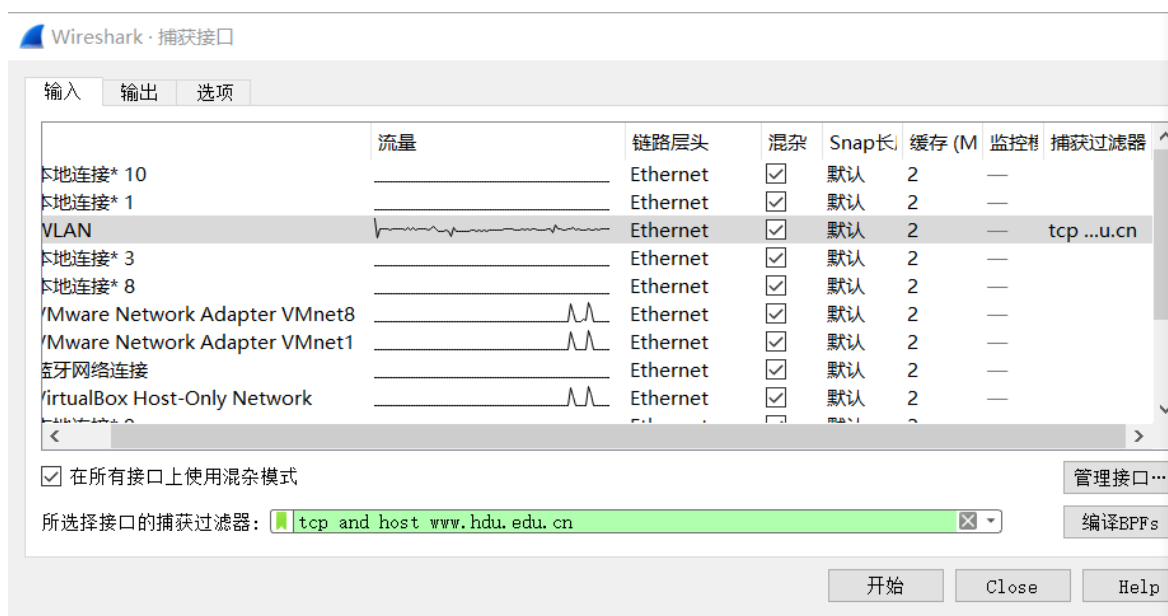 Wireshark · 捕获接口
输入 输出 选项
流量 链路层头 混杂 Snap长 缓存 (M 监控模 捕获过滤器
本地连接* 10 Ethernet 默认 2 —
本地连接* 1 Ethernet 默认 2 —
WLAN Ethernet 默认 2 — tcp ...u.cn
本地连接* 3 Ethernet 默认 2 —
本地连接* 8 Ethernet 默认 2 —
VMware Network Adapter VMnet8 Ethernet 默认 2 —
VMware Network Adapter VMnet1 Ethernet 默认 2 —
蓝牙网络连接 Ethernet 默认 2 —
VirtualBox Host-Only Network Ethernet 默认 2 —
在所有接口上使用混杂模式
管理接口…
所选择接口的捕获过滤器: tcp and host www.hdu.edu.cn
编译BPFs
开始 Close Help